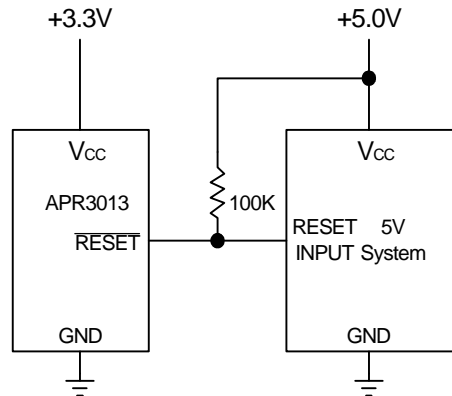 +3.3V
+5.0V
VCC
APR3013
RESET
GND
100K
VCC
RESET 5V
INPUT System
GND